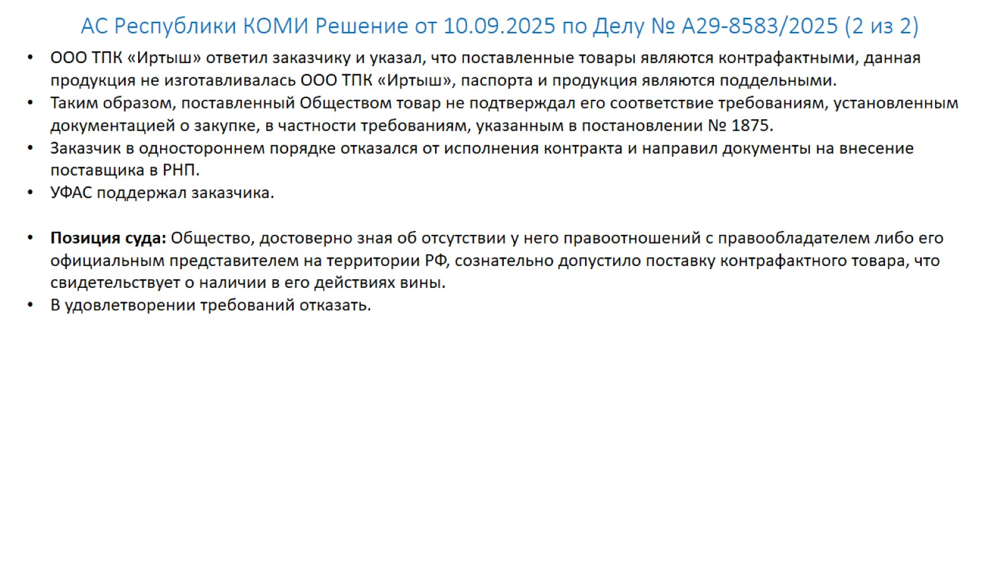 АС Республики КОМИ Решение от 10.09.2025 по Делу № А29-8583/2025 (2 из 2)
• ООО ТПК «Иртыш» ответил заказчику и указал, что поставленные товары являются контрафактными, данная
продукция не изготавливалась ООО ТПК «Иртыш», паспорта и продукция являются поддельными.
• Таким образом, поставленный Обществом товар не подтверждал его соответствие требованиям, установленным
документацией о закупке, в частности требованиям, указанным в постановлении № 1875.
• Заказчик в одностороннем порядке отказался от исполнения контракта и направил документы на внесение
поставщика в РНП.
• УФАС поддержал заказчика.
• Позиция суда: Общество, достоверно зная об отсутствии у него правоотношений с правообладателем либо его
официальным представителем на территории РФ, сознательно допустило поставку контрафактного товара, что
свидетельствует о наличии в его действиях вины.
• В удовлетворении требований отказать.